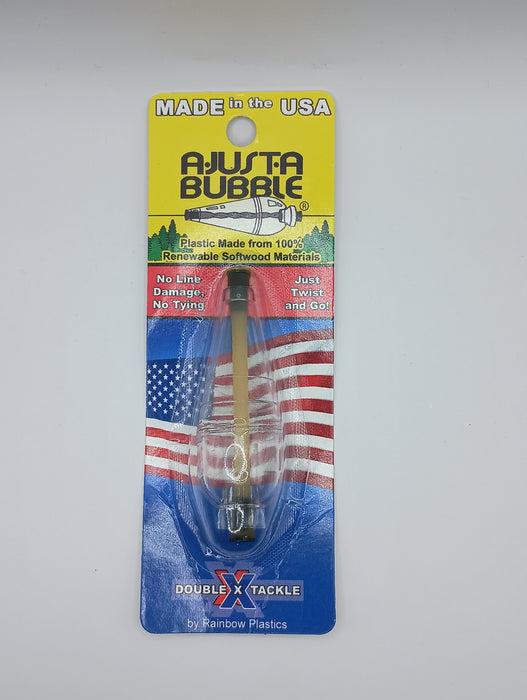 MADE in the USA
A·JUST·A
BUBBLE®
Plastic Made from 100%
Renewable Softwood Materials
No Line
Damage,
No Tying
Just
Twist
and Go!
DOUBLE X TACKLE
by Rainbow Plastics